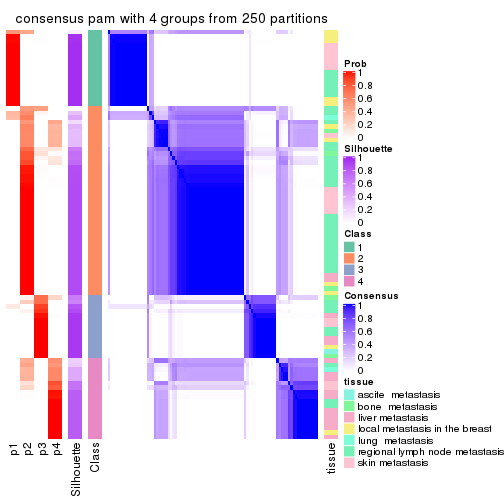 consensus pam with 4 groups from 250 partitions
Prob
1
0.8
0.6
0.4
0.2
0
Silhouette
1
0.8
0.6
0.4
0.2
0
Class
1
2
3
4
Consensus
1
0.8
0.6
0.4
0.2
0
tissue
ascite metastasis
bone metastasis
liver metastasis
local metastasis in the breast
lung metastasis
regional lymph node metastasis
skin metastasis
p1
p2
p3
p4
Silhouette
Class
tissue